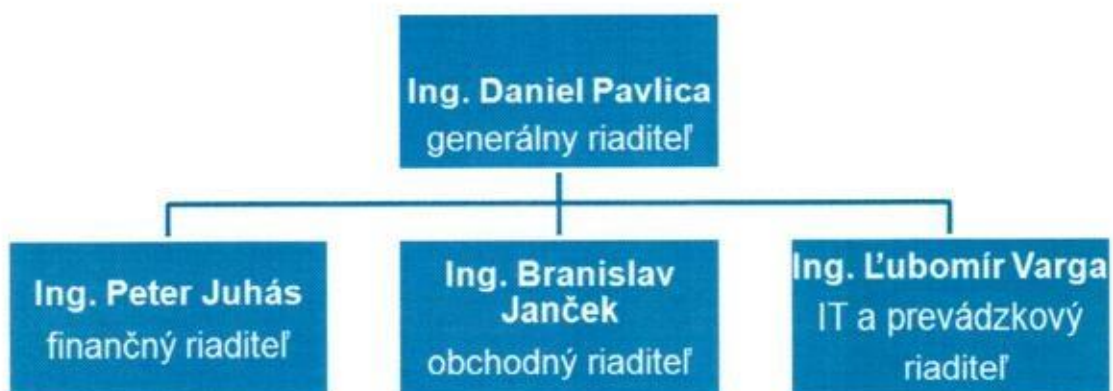 Ing. Daniel Pavlica
generálny riaditeľ
Ing. Peter Juhás
finančný riaditeľ
Ing. Branislav
Janček
obchodný riaditeľ
Ing. Ľubomír Varga
IT a prevádzkový
riaditeľ